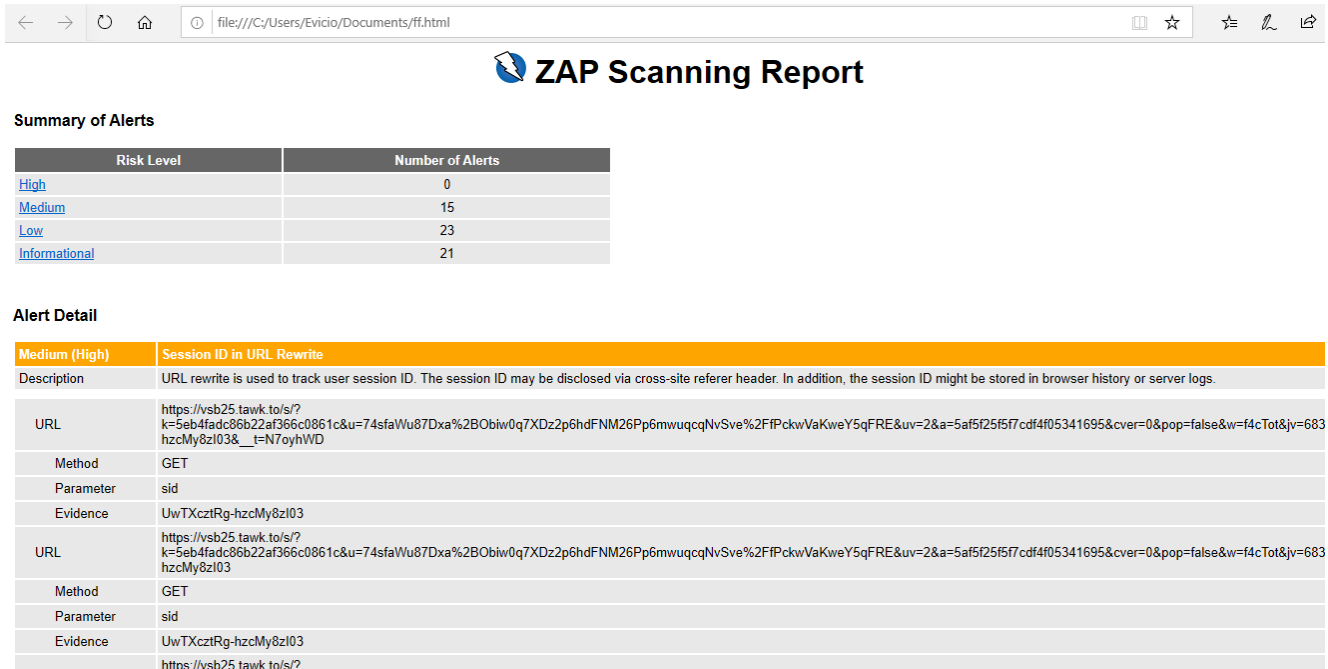 file:///C:/Users/Evicio/Documents/ff.html
ZAP Scanning Report
Summary of Alerts
Risk Level Number of Alerts
High 0
Medium 15
Low 23
Informational 21
Alert Detail
Medium (High) Session ID in URL Rewrite
Description URL rewrite is used to track user session ID. The session ID may be disclosed via cross-site referer header. In addition, the session ID might be stored in browser history or server logs.
https://vsb25.tawk.to/s/?
URL k=5eb4fadc86b22af366c0861c&u=74sfaWu87Dxa%2BObiw0q7XDz2p6hdFNM26Pp6mwuqcqNvSve%2FfPckwVaKweY5qFRE&uv=2&a=5af5f25f5f7cdf4f05341695&cver=0&pop=false&w=f4cTot&jv=683
hzcMy8zI03&__t=N7oyhWD
Method GET
Parameter sid
Evidence UwTXcztRg-hzcMy8zI03
https://vsb25.tawk.to/s/?
URL k=5eb4fadc86b22af366c0861c&u=74sfaWu87Dxa%2BObiw0q7XDz2p6hdFNM26Pp6mwuqcqNvSve%2FfPckwVaKweY5qFRE&uv=2&a=5af5f25f5f7cdf4f05341695&cver=0&pop=false&w=f4cTot&jv=683
hzcMy8zI03
Method GET
Parameter sid
Evidence UwTXcztRg-hzcMy8zI03
https://vsb25.tawk.to/s/?